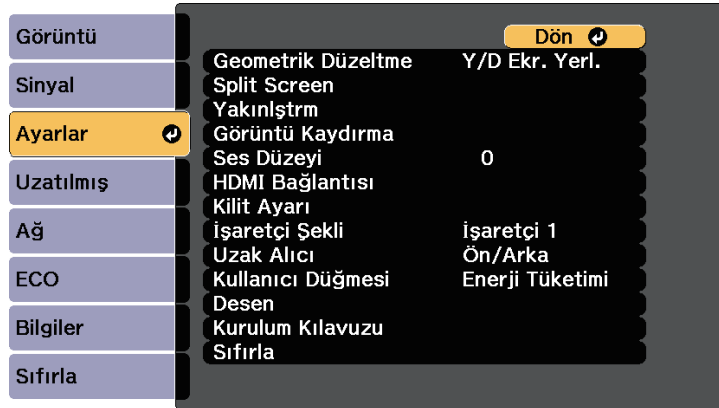 Görüntü
Sinyal
Ayarlar
Uzatılmış
Ağ
ECO
Bilgiler
Sıfırla
Dön
Geometrik Düzeltme Y/D Ekr. Yerl.
Split Screen
Yakınlştrm
Görüntü Kaydırma
Ses Düzeyi 0
HDMI Bağlantısı
Kilit Ayarı
İşaretçi Şekli İşaretçi 1
Uzak Alıcı Ön/Arka
Kullanıcı Düğmesi Enerji Tüketimi
Desen
Kurulum Kılavuzu
Sıfırla